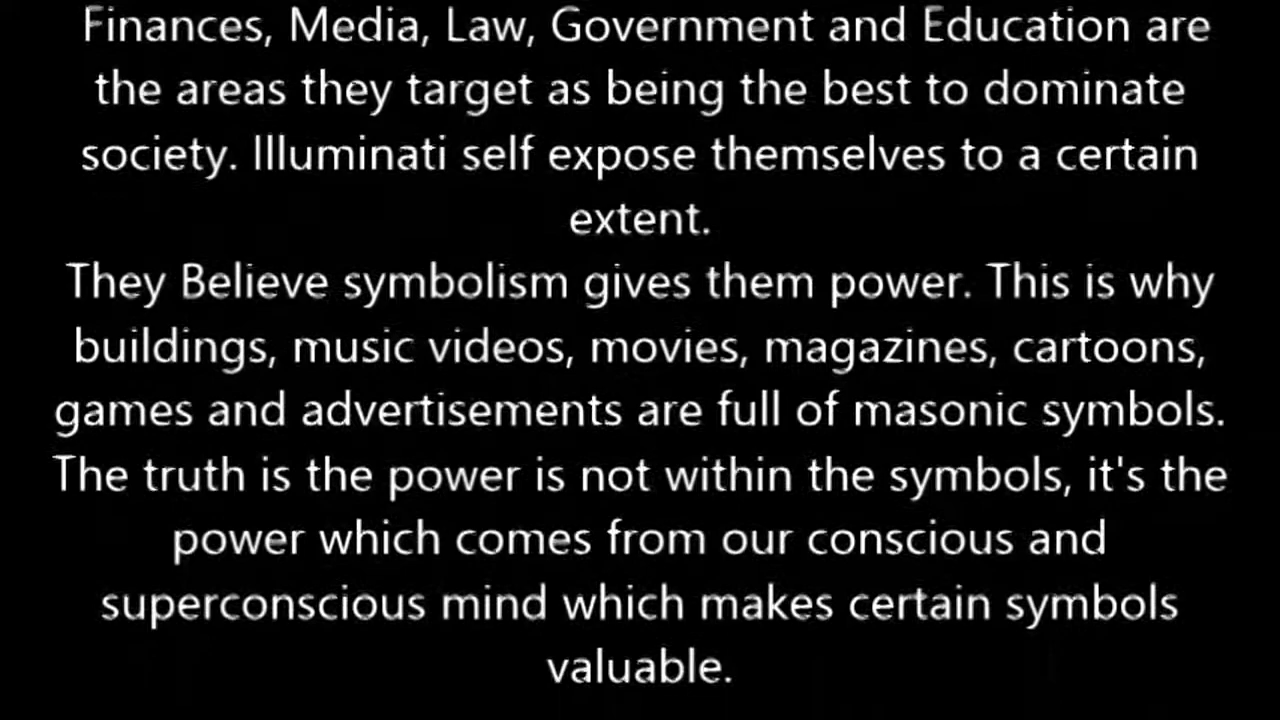 Finances, Media, Law, Government and Education are
the areas they target as being the best to dominate
society. Illuminati self expose themselves to a certain
extent.
They Believe symbolism gives them power. This is why
buildings, music videos, movies, magazines, cartoons,
games and advertisements are full of masonic symbols.
The truth is the power is not within the symbols, it's the
power which comes from our conscious and
superconscious mind which makes certain symbols
valuable.